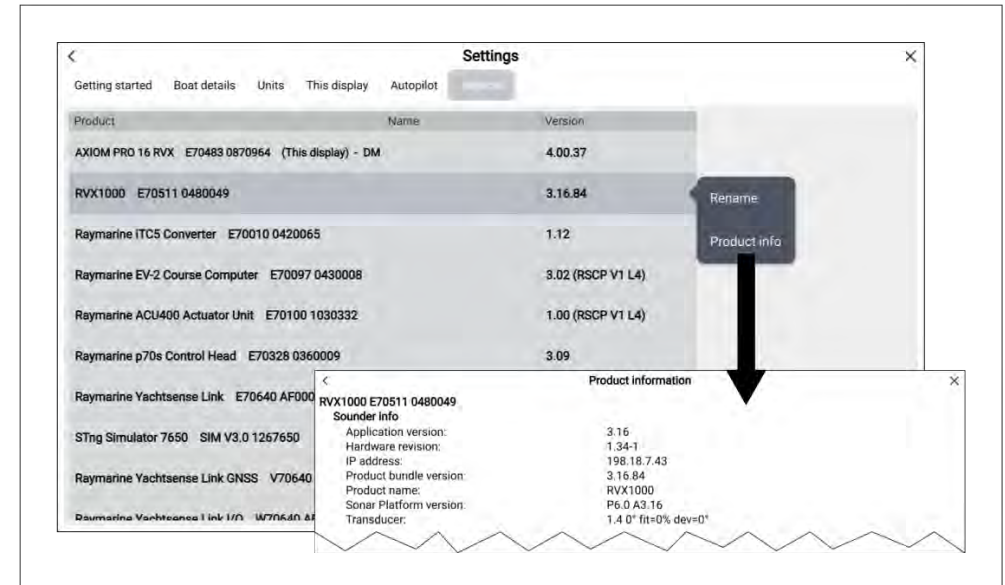 Settings
Getting started Boat details Units This display Autopilot
Product Name Version
AXIOM PRO 16 RVX E70483 0870964 (This display) - DM 4.00.37
RVX1000 E70511 0480049 3.16.84
Rename
Raymarine iTC5 Converter E70010 0420065 1.12
Product info
Raymarine EV-2 Course Computer E70097 0430008 3.02 (RSCP V1 L4)
Raymarine ACU400 Actuator Unit E70100 1030332 1.00 (RSCP V1 L4)
Raymarine p70s Control Head E70328 0360009 3.09
Raymarine Yachtsense Link E70640 AF000
STng Simulator 7650 SIM V3.0 1267650
Raymarine Yachtsense Link GNSS V70640
Raymarine Yachtsense Link I/O W70640
Product information
RVX1000 E70511 0480049
Sounder info
Application version: 3.16
Hardware revision: 1.34-1
IP address: 198.18.7.43
Product bundle version: 3.16.84
Product name: RVX1000
Sonar Platform version: P6.0 A3.16
Transducer: 1.4 0° fit=0% dev=0°